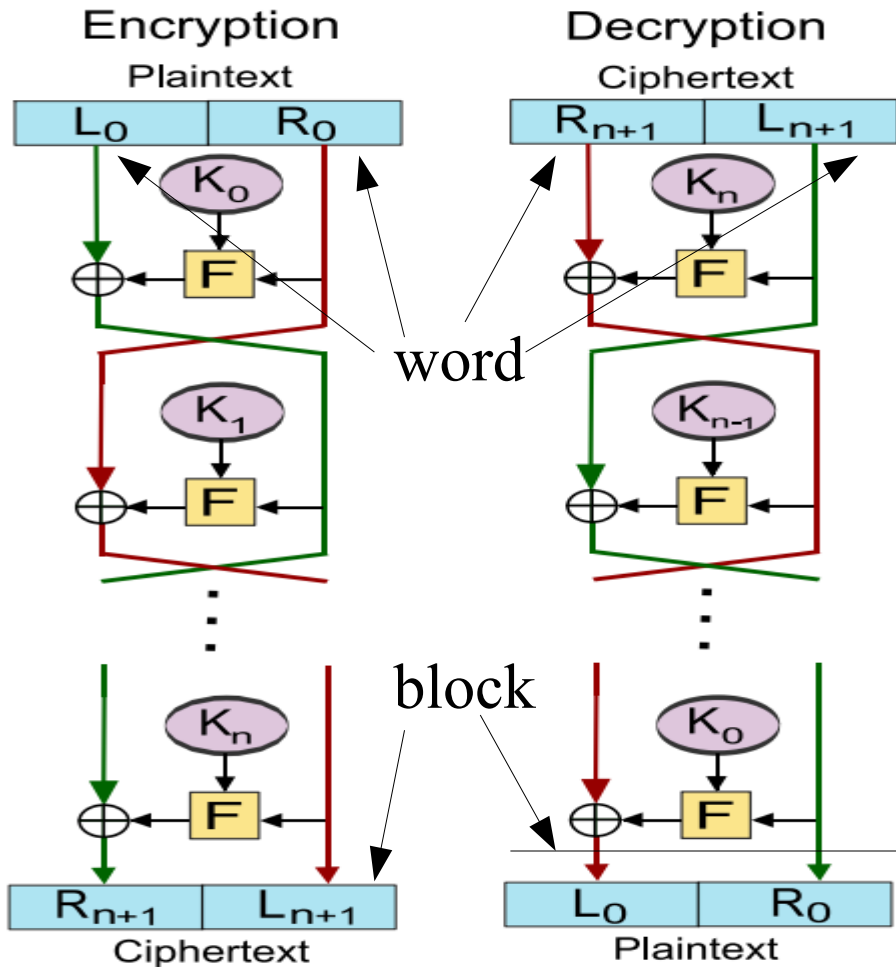 Encryption
Decryption
Plaintext
Ciphertext
L0 R0
Rn+1 Ln+1
K0
Kn
F
F
word
K1
Kn-1
F
F
block
Kn
K0
F
F
Rn+1 Ln+1
L0 R0
Ciphertext
Plaintext